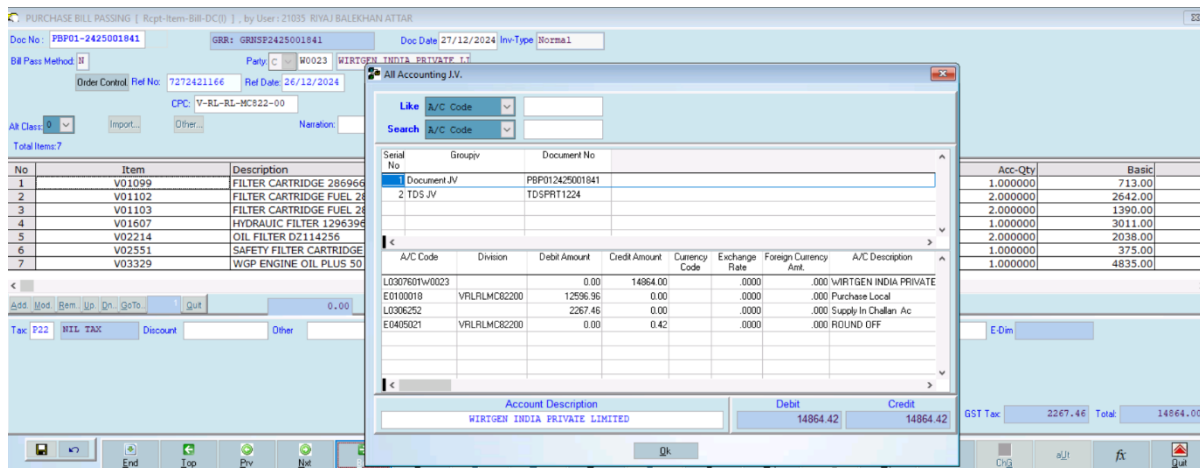 PURCHASE BILL PASSING [ Rcpt-Item-Bill-DC(I) ] , by User : 21035 RIYAJ BALEKHAN ATTAR
Doc No : PBP01-2425001841 GRR: GRNSP2425001841 Doc Date 27/12/2024 Inv-Type Normal
Bill Pass Method: N Party: C W0023 WIRTGEN INDIA PRIVATE LI
Order Control. Ref No: 7272421166 Ref Date: 26/12/2024
CPC: V-RL-RL-MC822-00
Alt Class: 0 Import... Other... Narration:
Total Items:7
No Item Description Acc-Qty Basic
1 V01099 FILTER CARTRIDGE 286966 1.000000 713.00
2 V01102 FILTER CARTRIDGE FUEL 28 2.000000 2642.00
3 V01103 FILTER CARTRIDGE FUEL 28 2.000000 1390.00
4 V01607 HYDRAUIC FILTER 1296396 1.000000 3011.00
5 V02214 OIL FILTER DZ114256 2.000000 2038.00
6 V02551 SAFETY FILTER CARTRIDGE 1.000000 375.00
7 V03329 WGP ENGINE OIL PLUS 50 1.000000 4835.00
Add. Mod. Rem.. Up. Dn.. GoTo.. 1 Quit 0.00
Tax: P22 NIL TAX Discount Other E-Dim
GST Tax: 2267.46 Total: 14864.00
End Top Prv Nxt ChG aUt fx Quit
All Accounting J.V.
Like A/C Code
Search A/C Code
Serial No Groupjv Document No
1 Document JV PBP012425001841
2 TDS JV TDSPRT1224
A/C Code Division Debit Amount Credit Amount Currency Code Exchange Rate Foreign Currency Amt. A/C Description
L0307601W0023 0.00 14864.00 .0000 .000 WIRTGEN INDIA PRIVATE
E0100018 VRLRLMC82200 12596.96 0.00 .0000 .000 Purchase Local
L0306252 2267.46 0.00 .0000 .000 Supply In Challan Ac
E0405021 VRLRLMC82200 0.00 0.42 .0000 .000 ROUND OFF
Account Description Debit Credit
WIRTGEN INDIA PRIVATE LIMITED 14864.42 14864.42
Ok